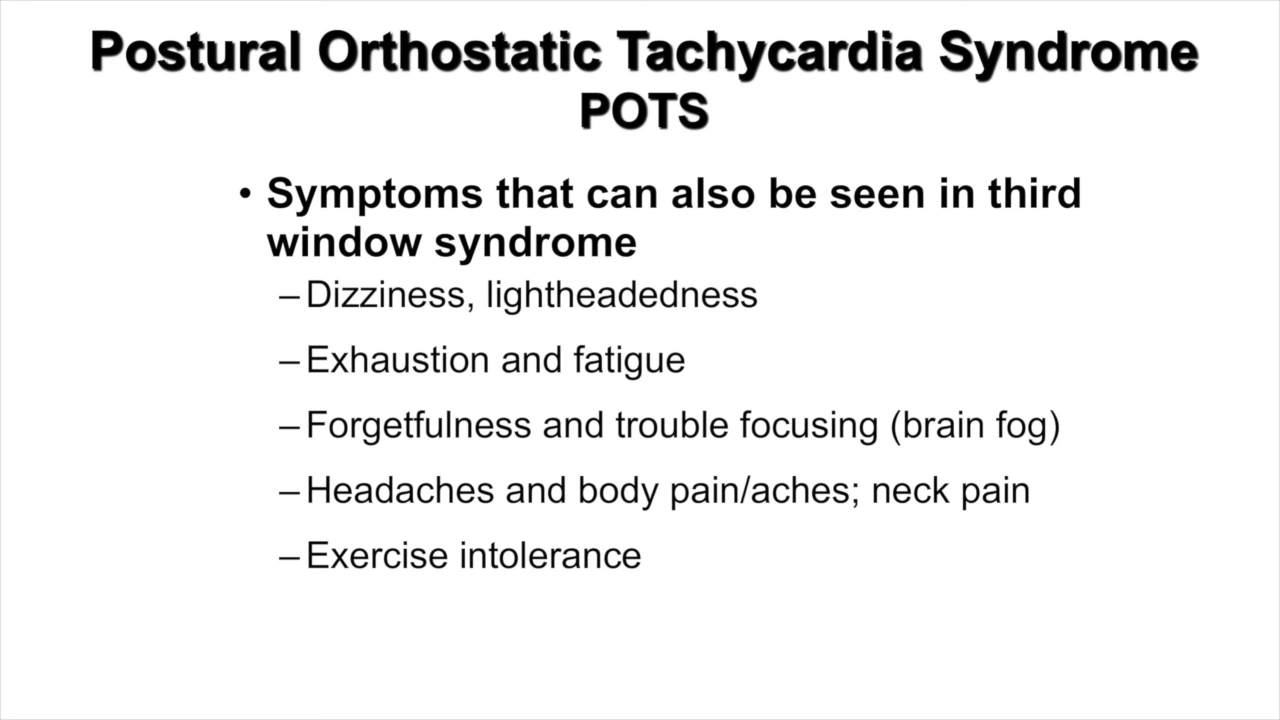 Postural Orthostatic Tachycardia Syndrome
POTS
• Symptoms that can also be seen in third
window syndrome
– Dizziness, lightheadedness
– Exhaustion and fatigue
– Forgetfulness and trouble focusing (brain fog)
– Headaches and body pain/aches; neck pain
– Exercise intolerance